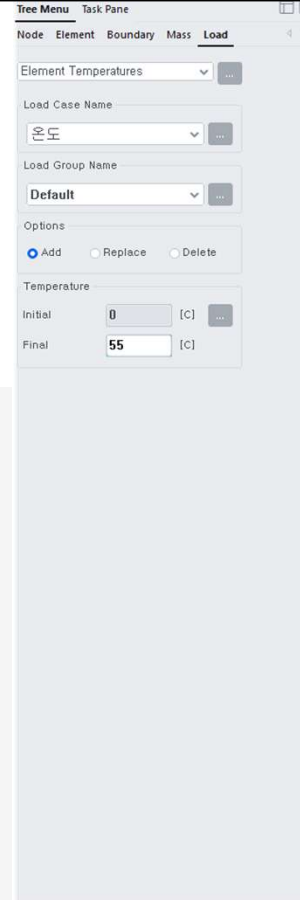 Tree Menu Task Pane
Node Element Boundary Mass Load
Element Temperatures ...
Load Case Name
온도 ...
Load Group Name
Default ...
Options
Add Replace Delete
Temperature
Initial 0 [C] ...
Final 55 [C]